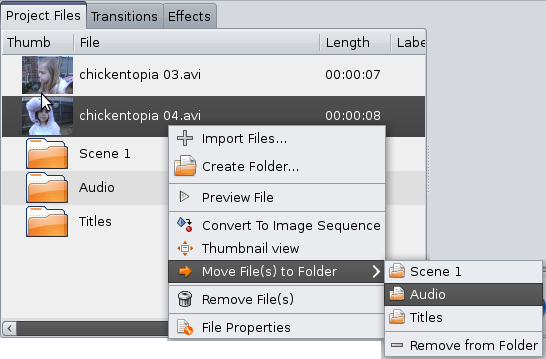 Project Files Transitions Effects
Thumb File Length Labe
chickentopia 03.avi 00:00:07
chickentopia 04.avi 00:00:08
Import Files...
Scene 1
Create Folder...
Audio
Preview File
Titles
Convert To Image Sequence
Thumbnail view
Move File(s) to Folder
Scene 1
Audio
Remove File(s)
Titles
File Properties
Remove from Folder